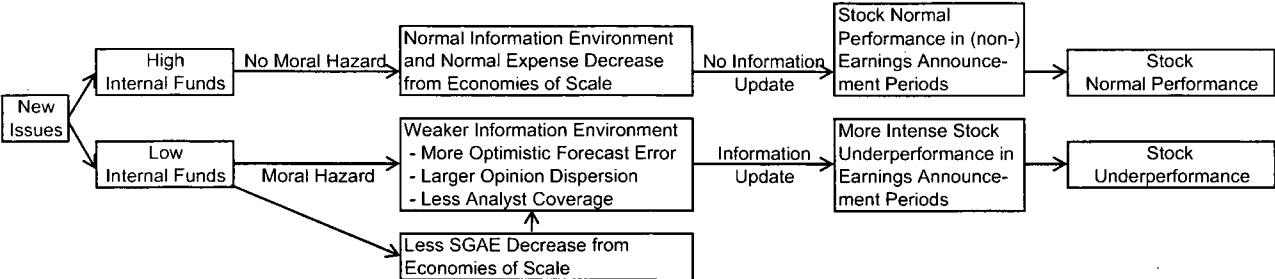 New
Issues
High
Internal Funds
No Moral Hazard
Normal Information Environment
and Normal Expense Decrease
from Economies of Scale
No Information
Update
Stock Normal
Performance in (non-)
Earnings Announce-
ment Periods
Stock
Normal Performance
Low
Internal Funds
Moral Hazard
Weaker Information Environment
- More Optimistic Forecast Error
- Larger Opinion Dispersion
- Less Analyst Coverage
Information
Update
More Intense Stock
Underperformance in
Earnings Announce-
ment Periods
Stock
Underperformance
Less SGAE Decrease from
Economies of Scale